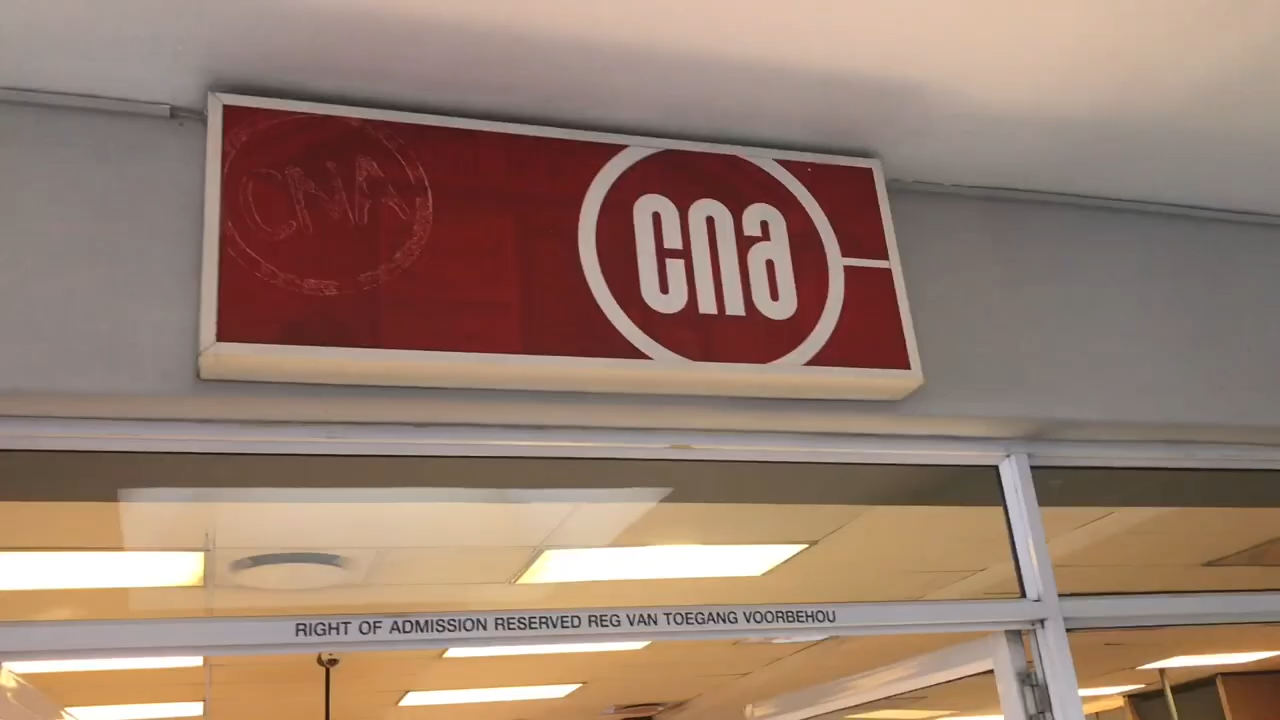 CNA
cna
RIGHT OF ADMISSION RESERVED REG VAN TOEGANG VOORBEHOU